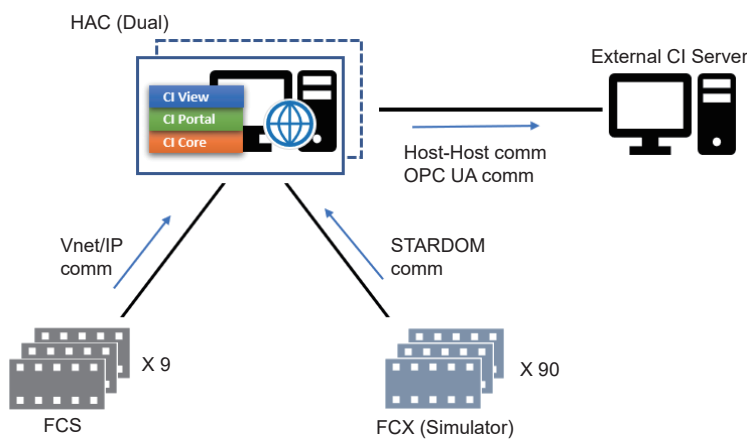 HAC (Dual)
External CI Server
CI View
CI Portal
CI Core
Host-Host comm
OPC UA comm
Vnet/IP
comm
STARDOM
comm
X 9
X 90
FCS
FCX (Simulator)